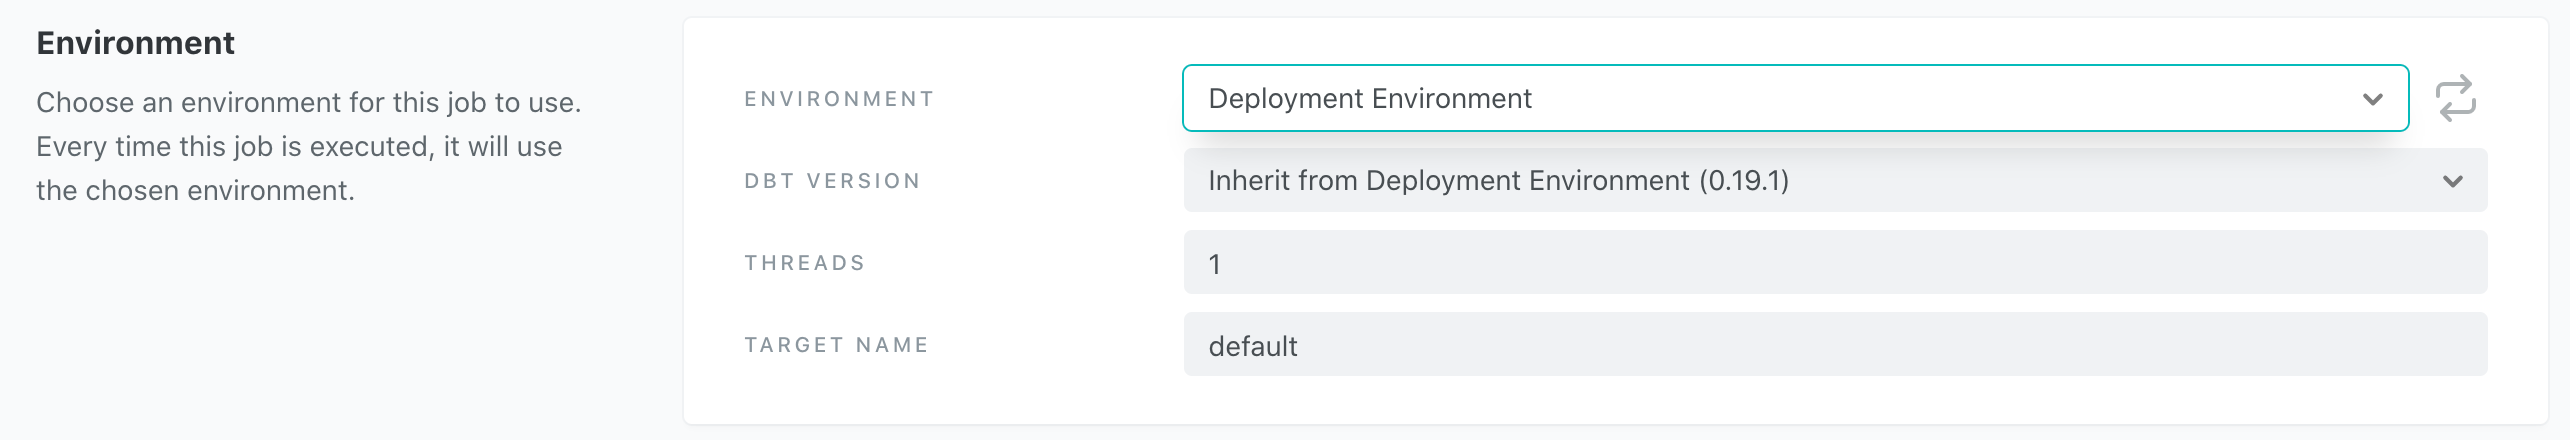 Environment
Choose an environment for this job to use.
Every time this job is executed, it will use
the chosen environment.
ENVIRONMENT
Deployment Environment
DBT VERSION
Inherit from Deployment Environment (0.19.1)
THREADS
1
TARGET NAME
default